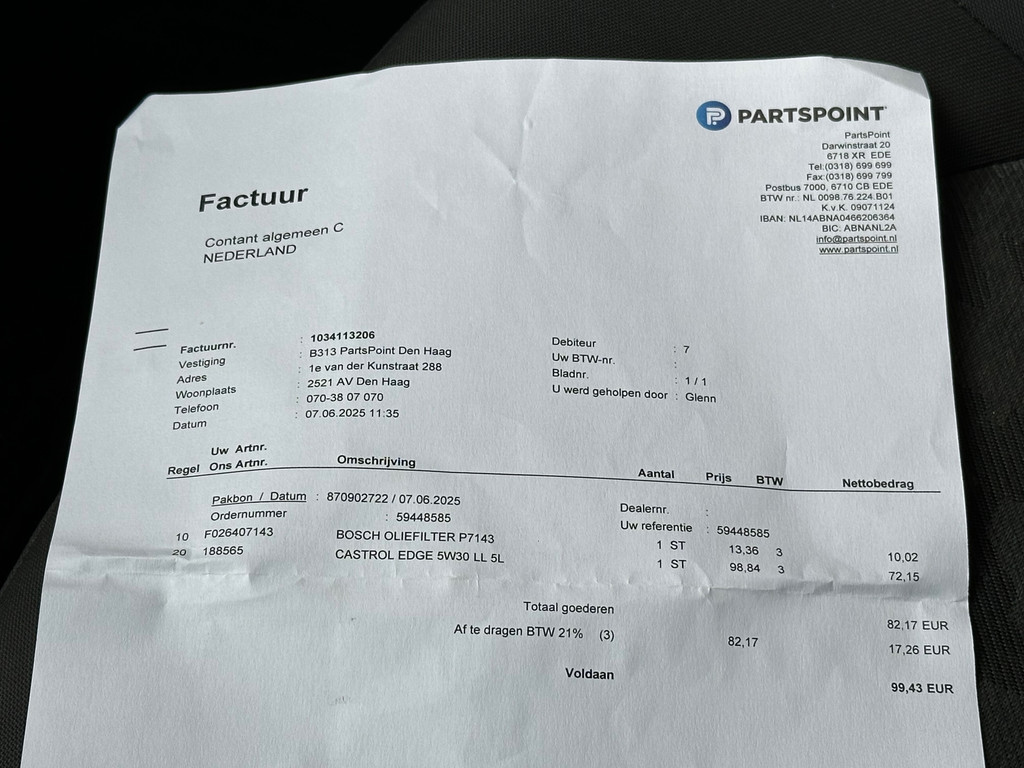 PARTSPOINT
PartsPoint
Darwinstraat 20
6718 XR EDE
Tel:(0318) 699 699
Fax:(0318) 699 799
Postbus 7000, 6710 CB EDE
BTW nr.: NL 0098.76.224.B01
K.v.K. 09071124
IBAN: NL14ABNA0466206364
BIC: ABNANL2A
info@partspoint.nl
www.partspoint.nl
Factuur
Contant algemeen C
NEDERLAND
Factuurnr. : 1034113206
Vestiging : B313 PartsPoint Den Haag
Adres : 1e van der Kunstraat 288
Woonplaats : 2521 AV Den Haag
Telefoon : 070-38 07 070
Datum : 07.06.2025 11:35
Debiteur : 7
Uw BTW-nr. :
Bladnr. : 1 / 1
U werd geholpen door : Glenn
Uw Artnr.
Regel Ons Artnr. Omschrijving Aantal Prijs BTW Nettobedrag
Pakbon / Datum : 870902722 / 07.06.2025 Dealernr. :
Ordernummer : 59448585 Uw referentie : 59448585
10 F026407143 BOSCH OLIEFILTER P7143 1 ST 13,36 3 10,02
20 188565 CASTROL EDGE 5W30 LL 5L 1 ST 98,84 3 72,15
Totaal goederen 82,17 EUR
Af te dragen BTW 21% (3) 82,17 17,26 EUR
Voldaan 99,43 EUR